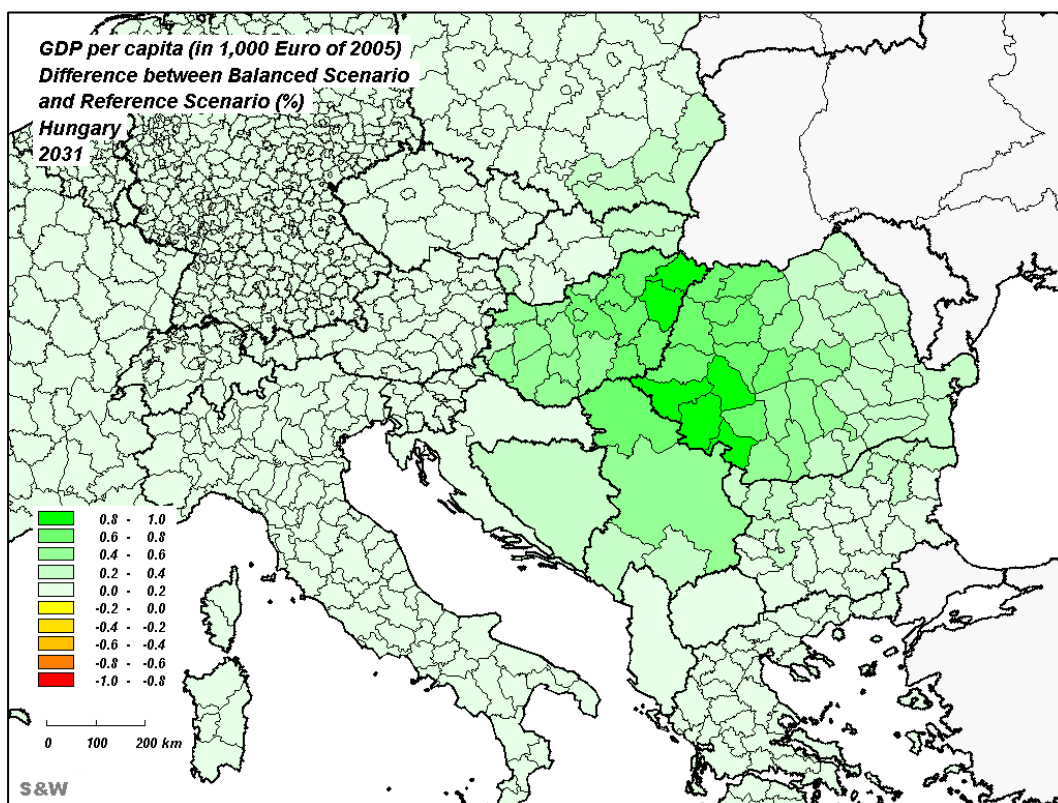 GDP per capita (in 1,000 Euro of 2005)
Difference between Balanced Scenario
and Reference Scenario (%)
Hungary
2031
0.8 - 1.0
0.6 - 0.8
0.4 - 0.6
0.2 - 0.4
0.0 - 0.2
-0.2 - 0.0
-0.4 - -0.2
-0.6 - -0.4
-0.8 - -0.6
-1.0 - -0.8
0 100 200 km
S&W